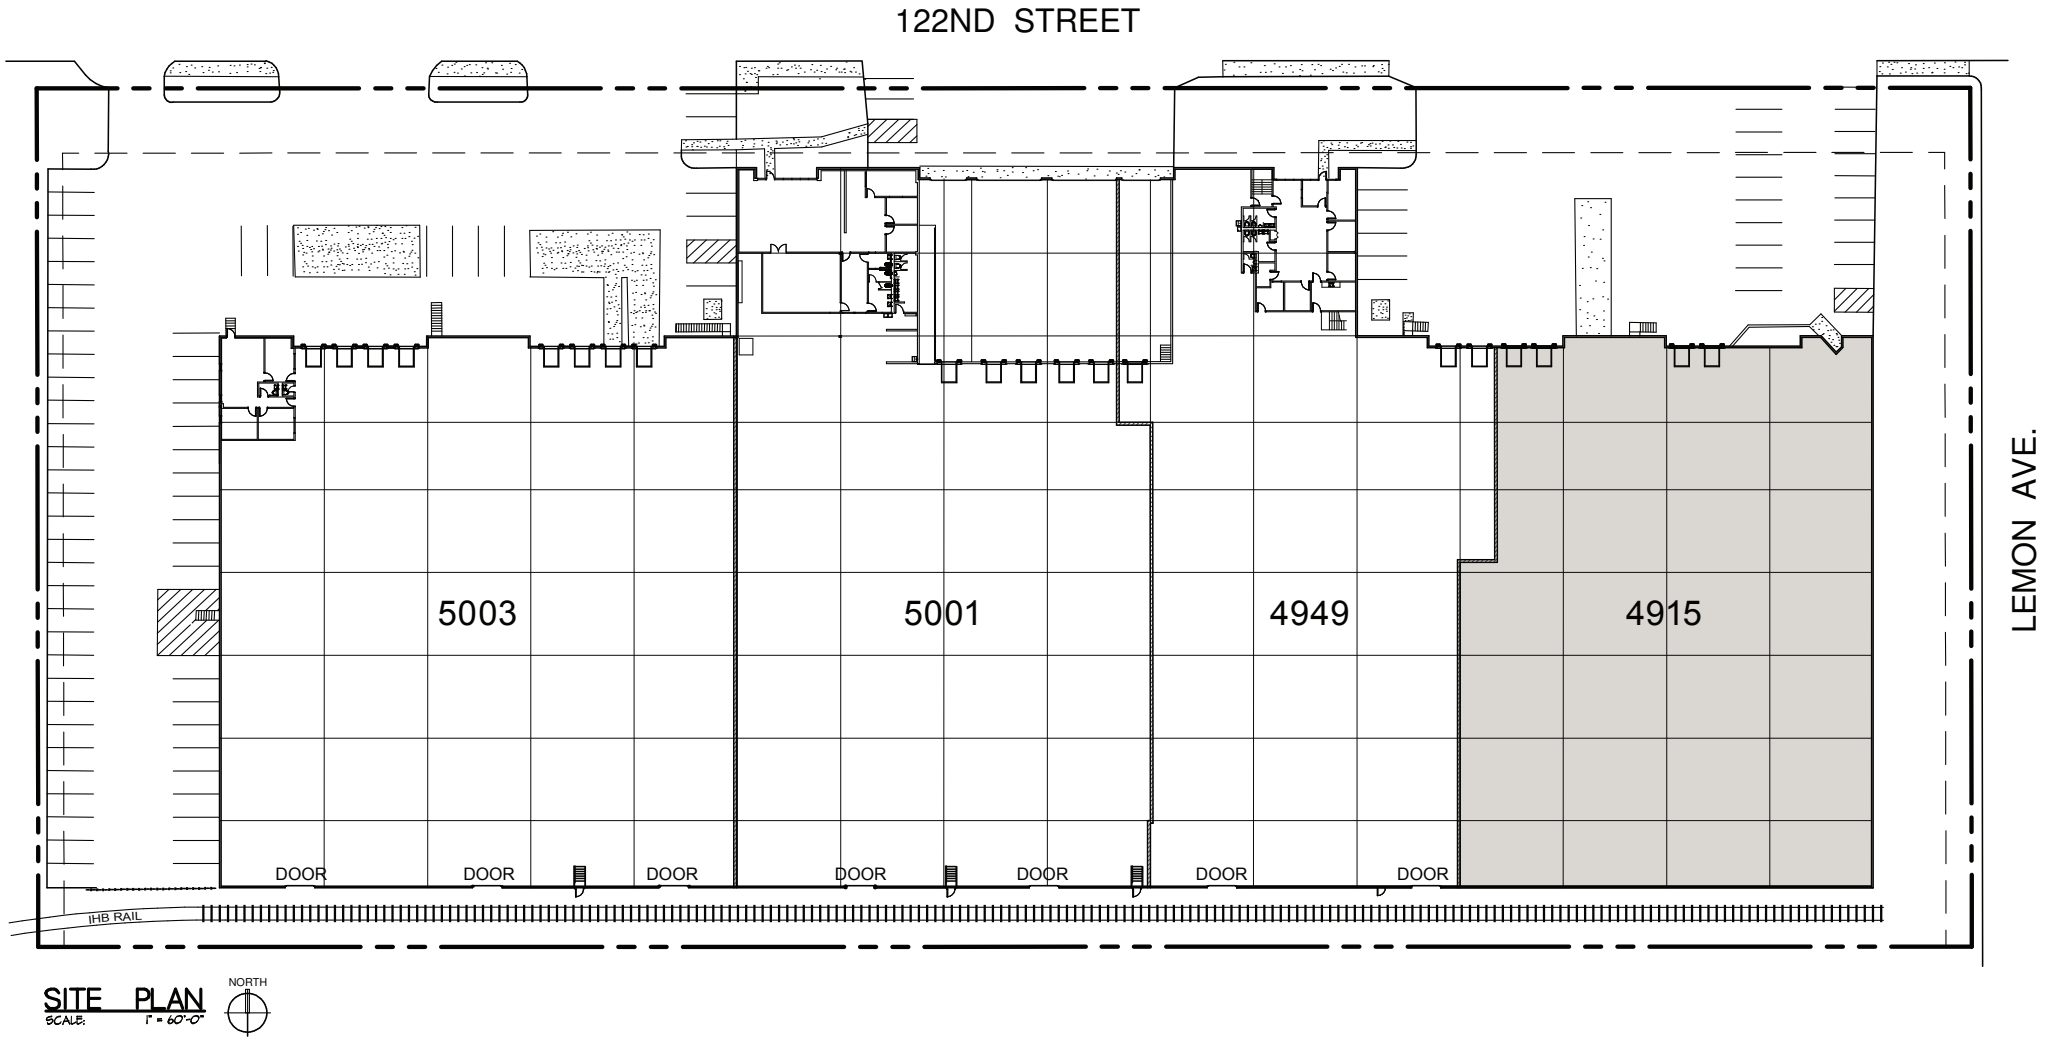 122ND STREET
LEMON AVE.
5003
5001
4949
4915
DOOR
DOOR
DOOR
DOOR
DOOR
DOOR
DOOR
IHB RAIL
SITE PLAN
SCALE: 1" = 60'-0"
NORTH